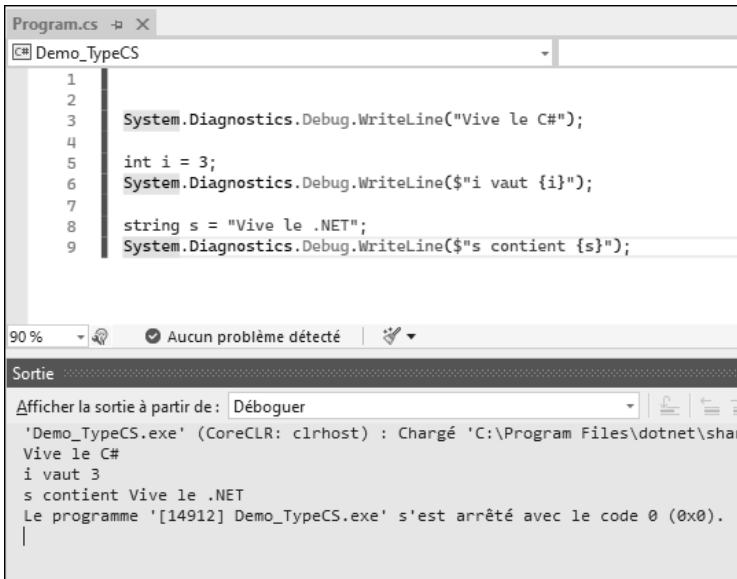 Program.cs
C# Demo_TypeCS
1
2
3 System.Diagnostics.Debug.WriteLine("Vive le C#");
4
5 int i = 3;
6 System.Diagnostics.Debug.WriteLine($"i vaut {i}");
7
8 string s = "Vive le .NET";
9 System.Diagnostics.Debug.WriteLine($"s contient {s}");
90 % Aucun problème détecté
Sortie
Afficher la sortie à partir de : Déboguer
'Demo_TypeCS.exe' (CoreCLR: clrhost) : Chargé 'C:\Program Files\dotnet\shar
Vive le C#
i vaut 3
s contient Vive le .NET
Le programme '[14912] Demo_TypeCS.exe' s'est arrêté avec le code 0 (0x0).